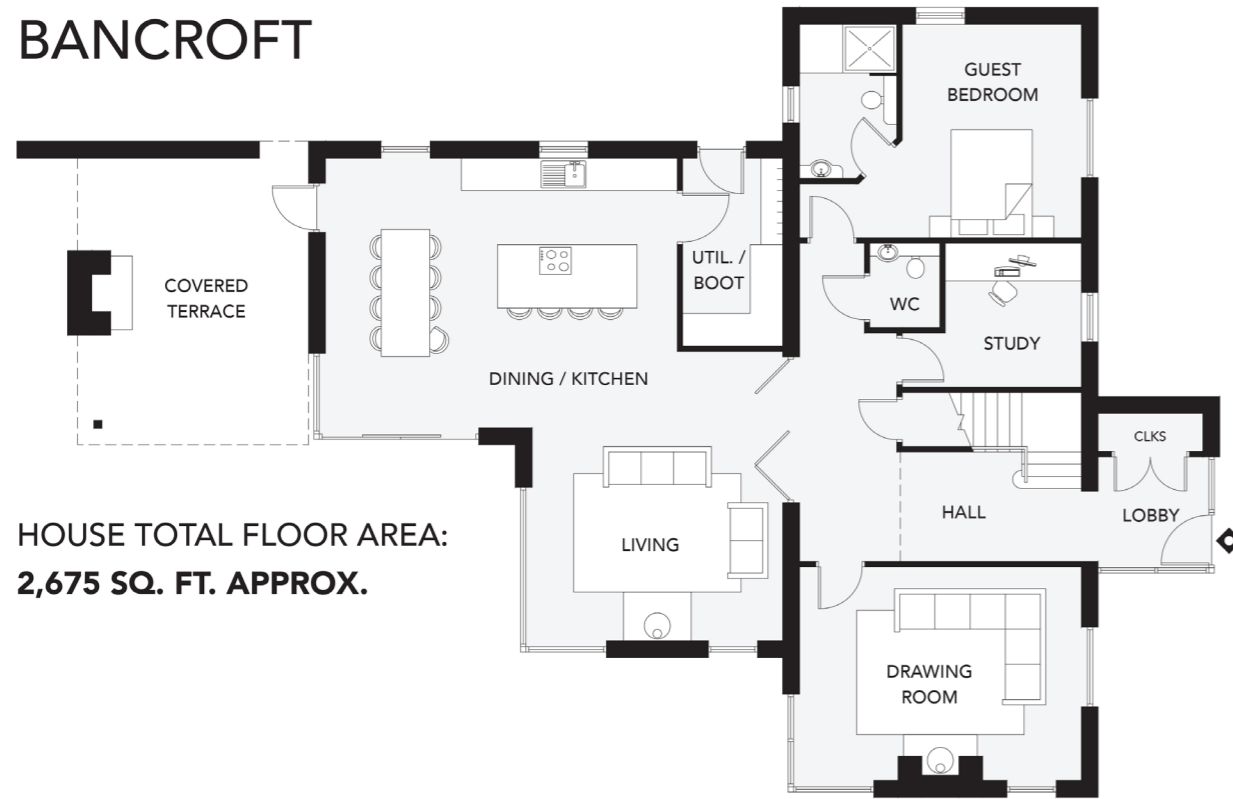 BANCROFT
GUEST
BEDROOM
COVERED
TERRACE
UTIL. /
BOOT
WC
STUDY
DINING / KITCHEN
CLKS
HALL
LOBBY
LIVING
HOUSE TOTAL FLOOR AREA:
2,675 SQ. FT. APPROX.
DRAWING
ROOM